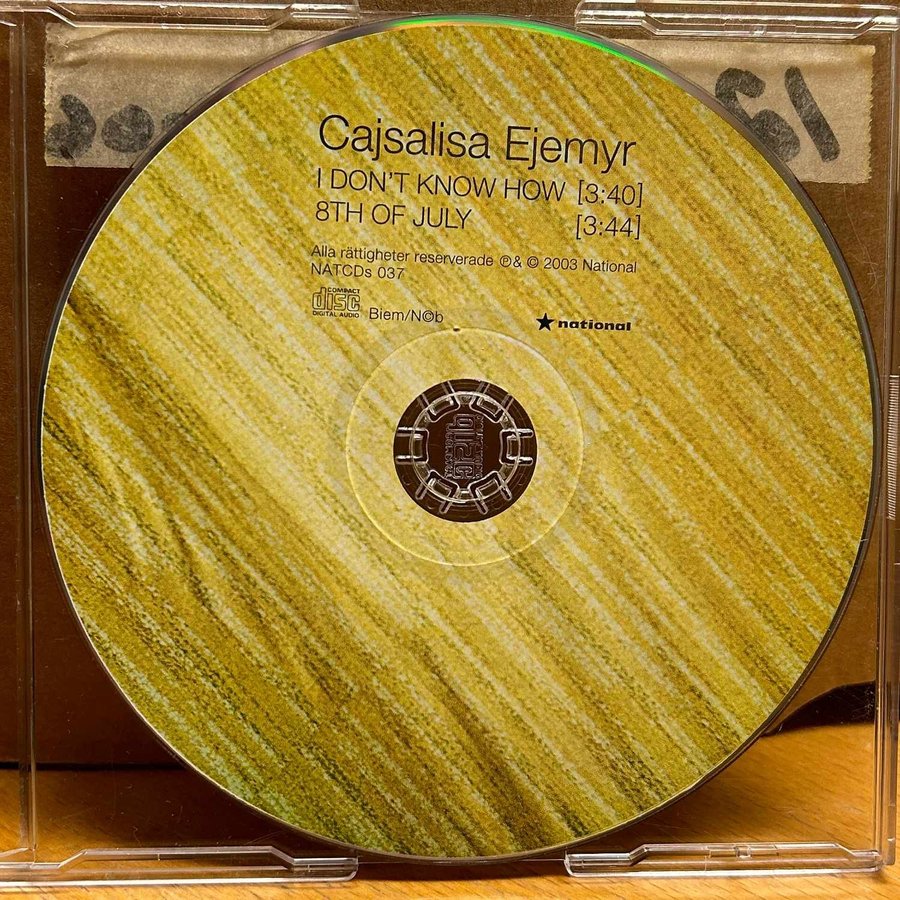 Cajsalisa Ejemyr
I DON'T KNOW HOW [3:40]
8TH OF JULY [3:44]
Alla rättigheter reserverade ℗ & © 2003 National
NATCDs 037
COMPACT
disc
DIGITAL AUDIO
Biem/N©b
★national